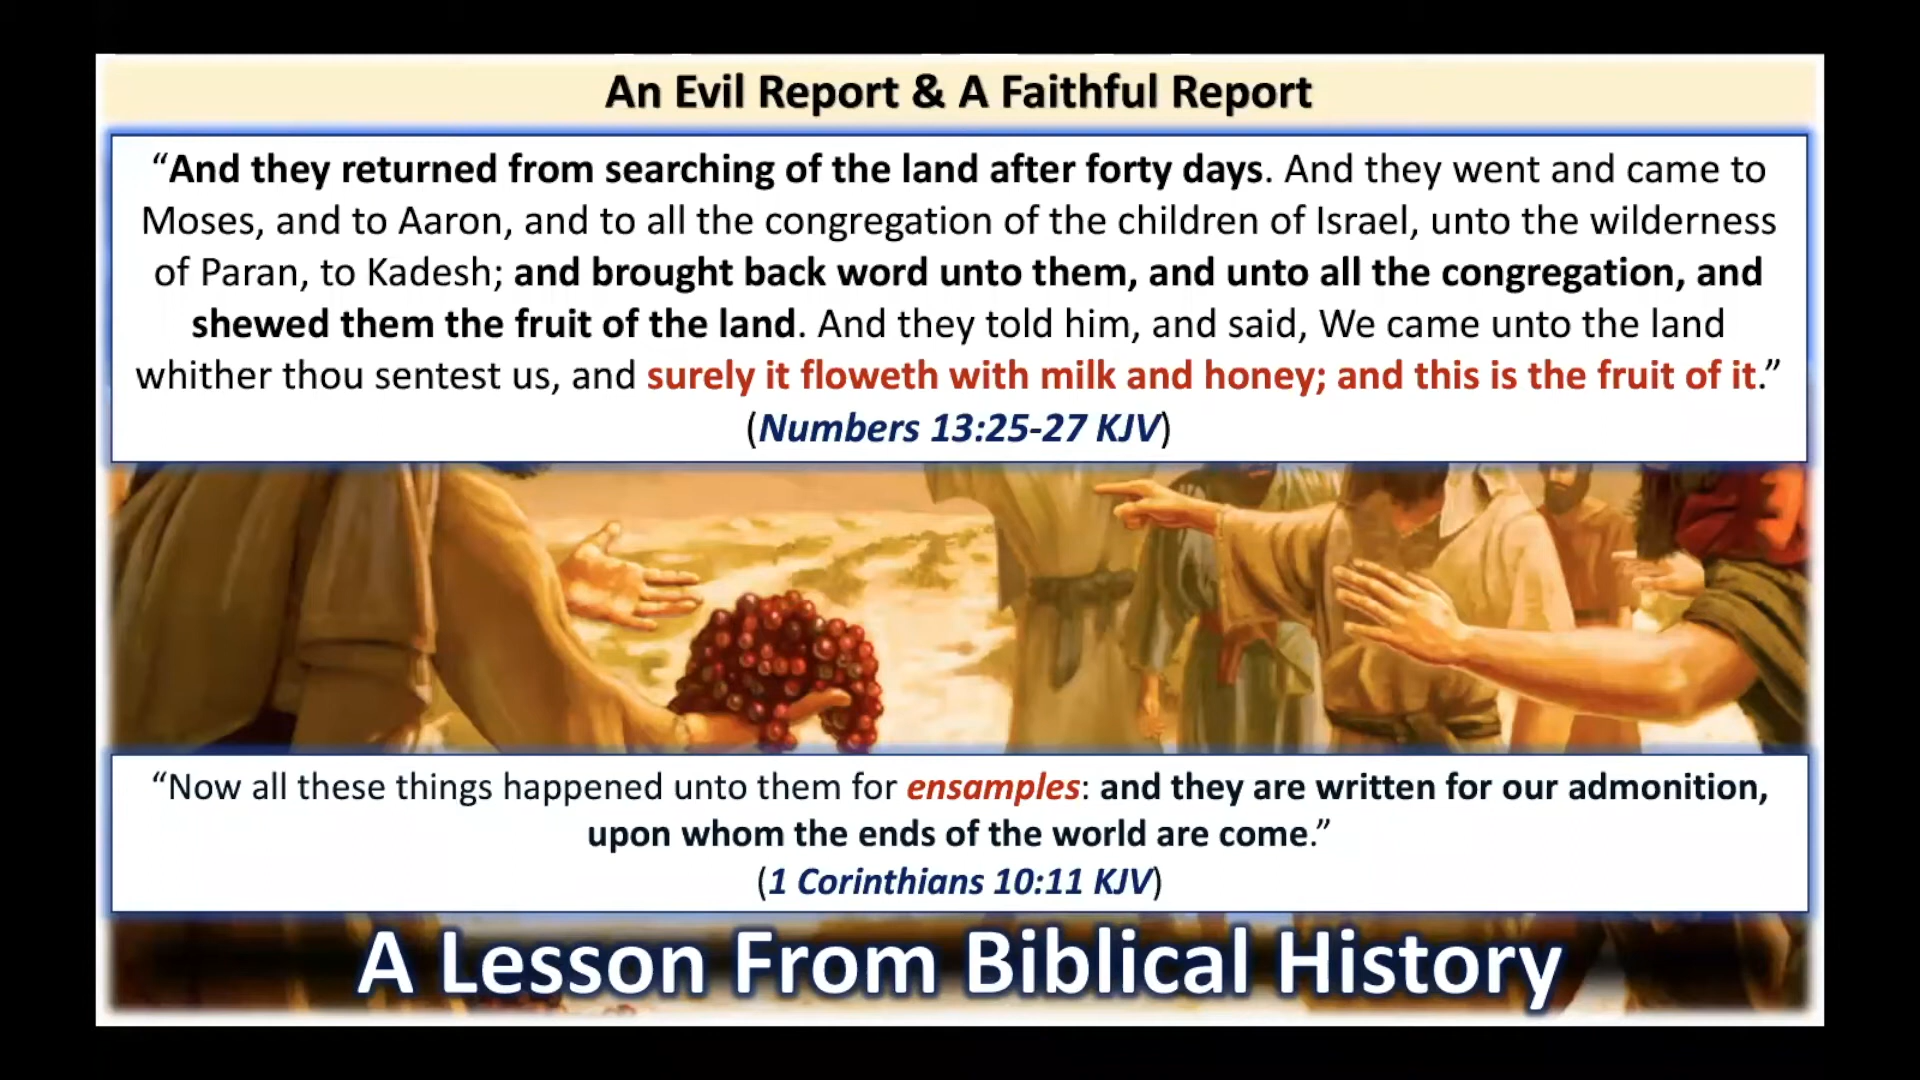 An Evil Report & A Faithful Report
“And they returned from searching of the land after forty days. And they went and came to
Moses, and to Aaron, and to all the congregation of the children of Israel, unto the wilderness
of Paran, to Kadesh; and brought back word unto them, and unto all the congregation, and
shewed them the fruit of the land. And they told him, and said, We came unto the land
whither thou sentest us, and surely it floweth with milk and honey; and this is the fruit of it.”
(Numbers 13:25-27 KJV)
“Now all these things happened unto them for ensamples: and they are written for our admonition,
upon whom the ends of the world are come.”
(1 Corinthians 10:11 KJV)
A Lesson From Biblical History